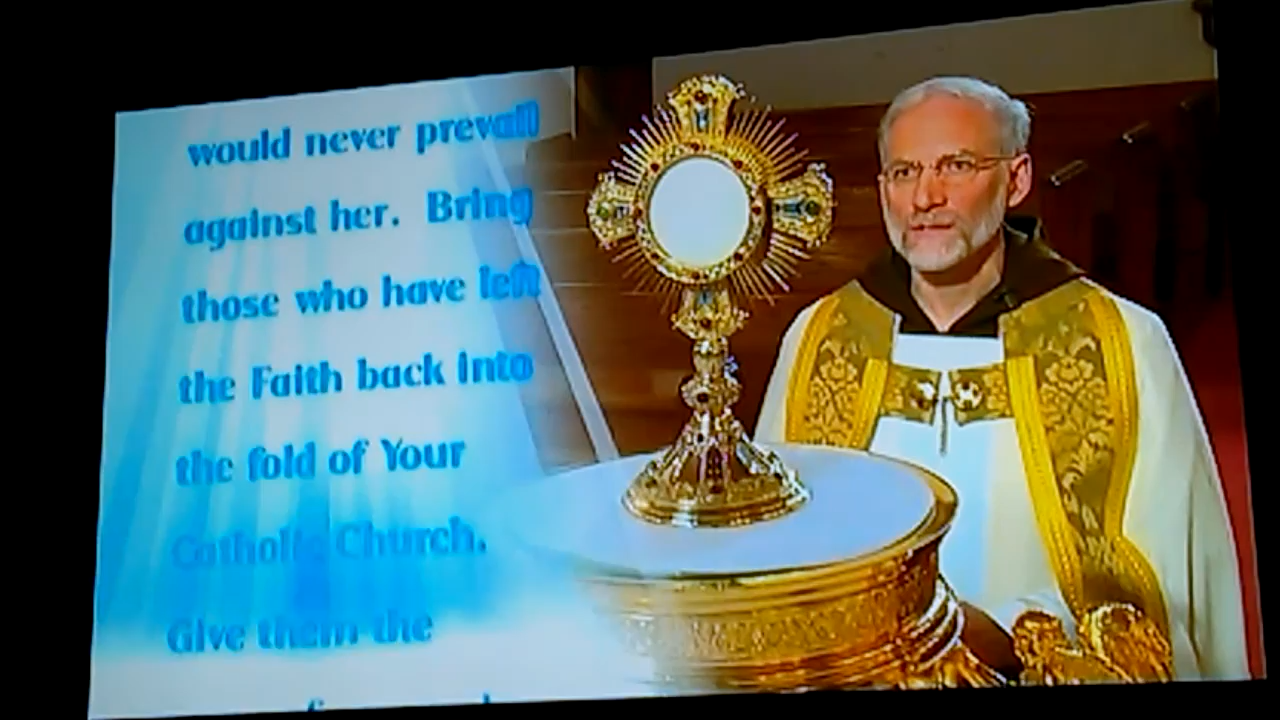 would never prevail
against her.  Bring
those who have left
the Faith back into
the fold of Your
Catholic Church.
Give them the